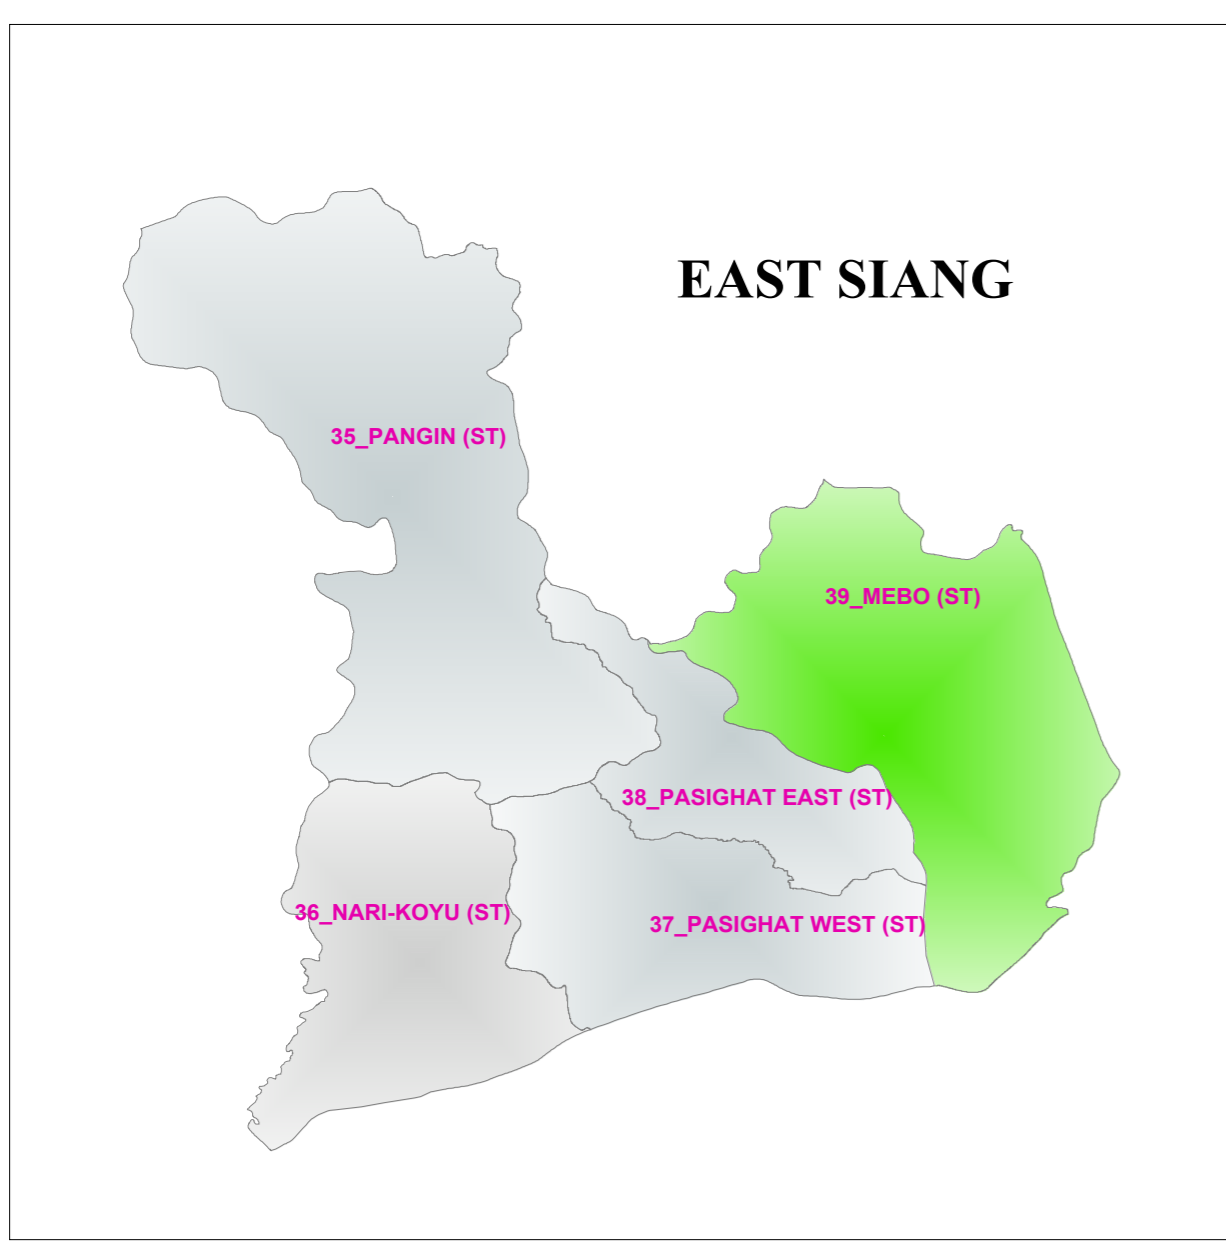 EAST SIANG
35_PANGIN (ST)
39_MEBO (ST)
38_PASIGHAT EAST (ST)
36_NARI-KOYU (ST)
37_PASIGHAT WEST (ST)